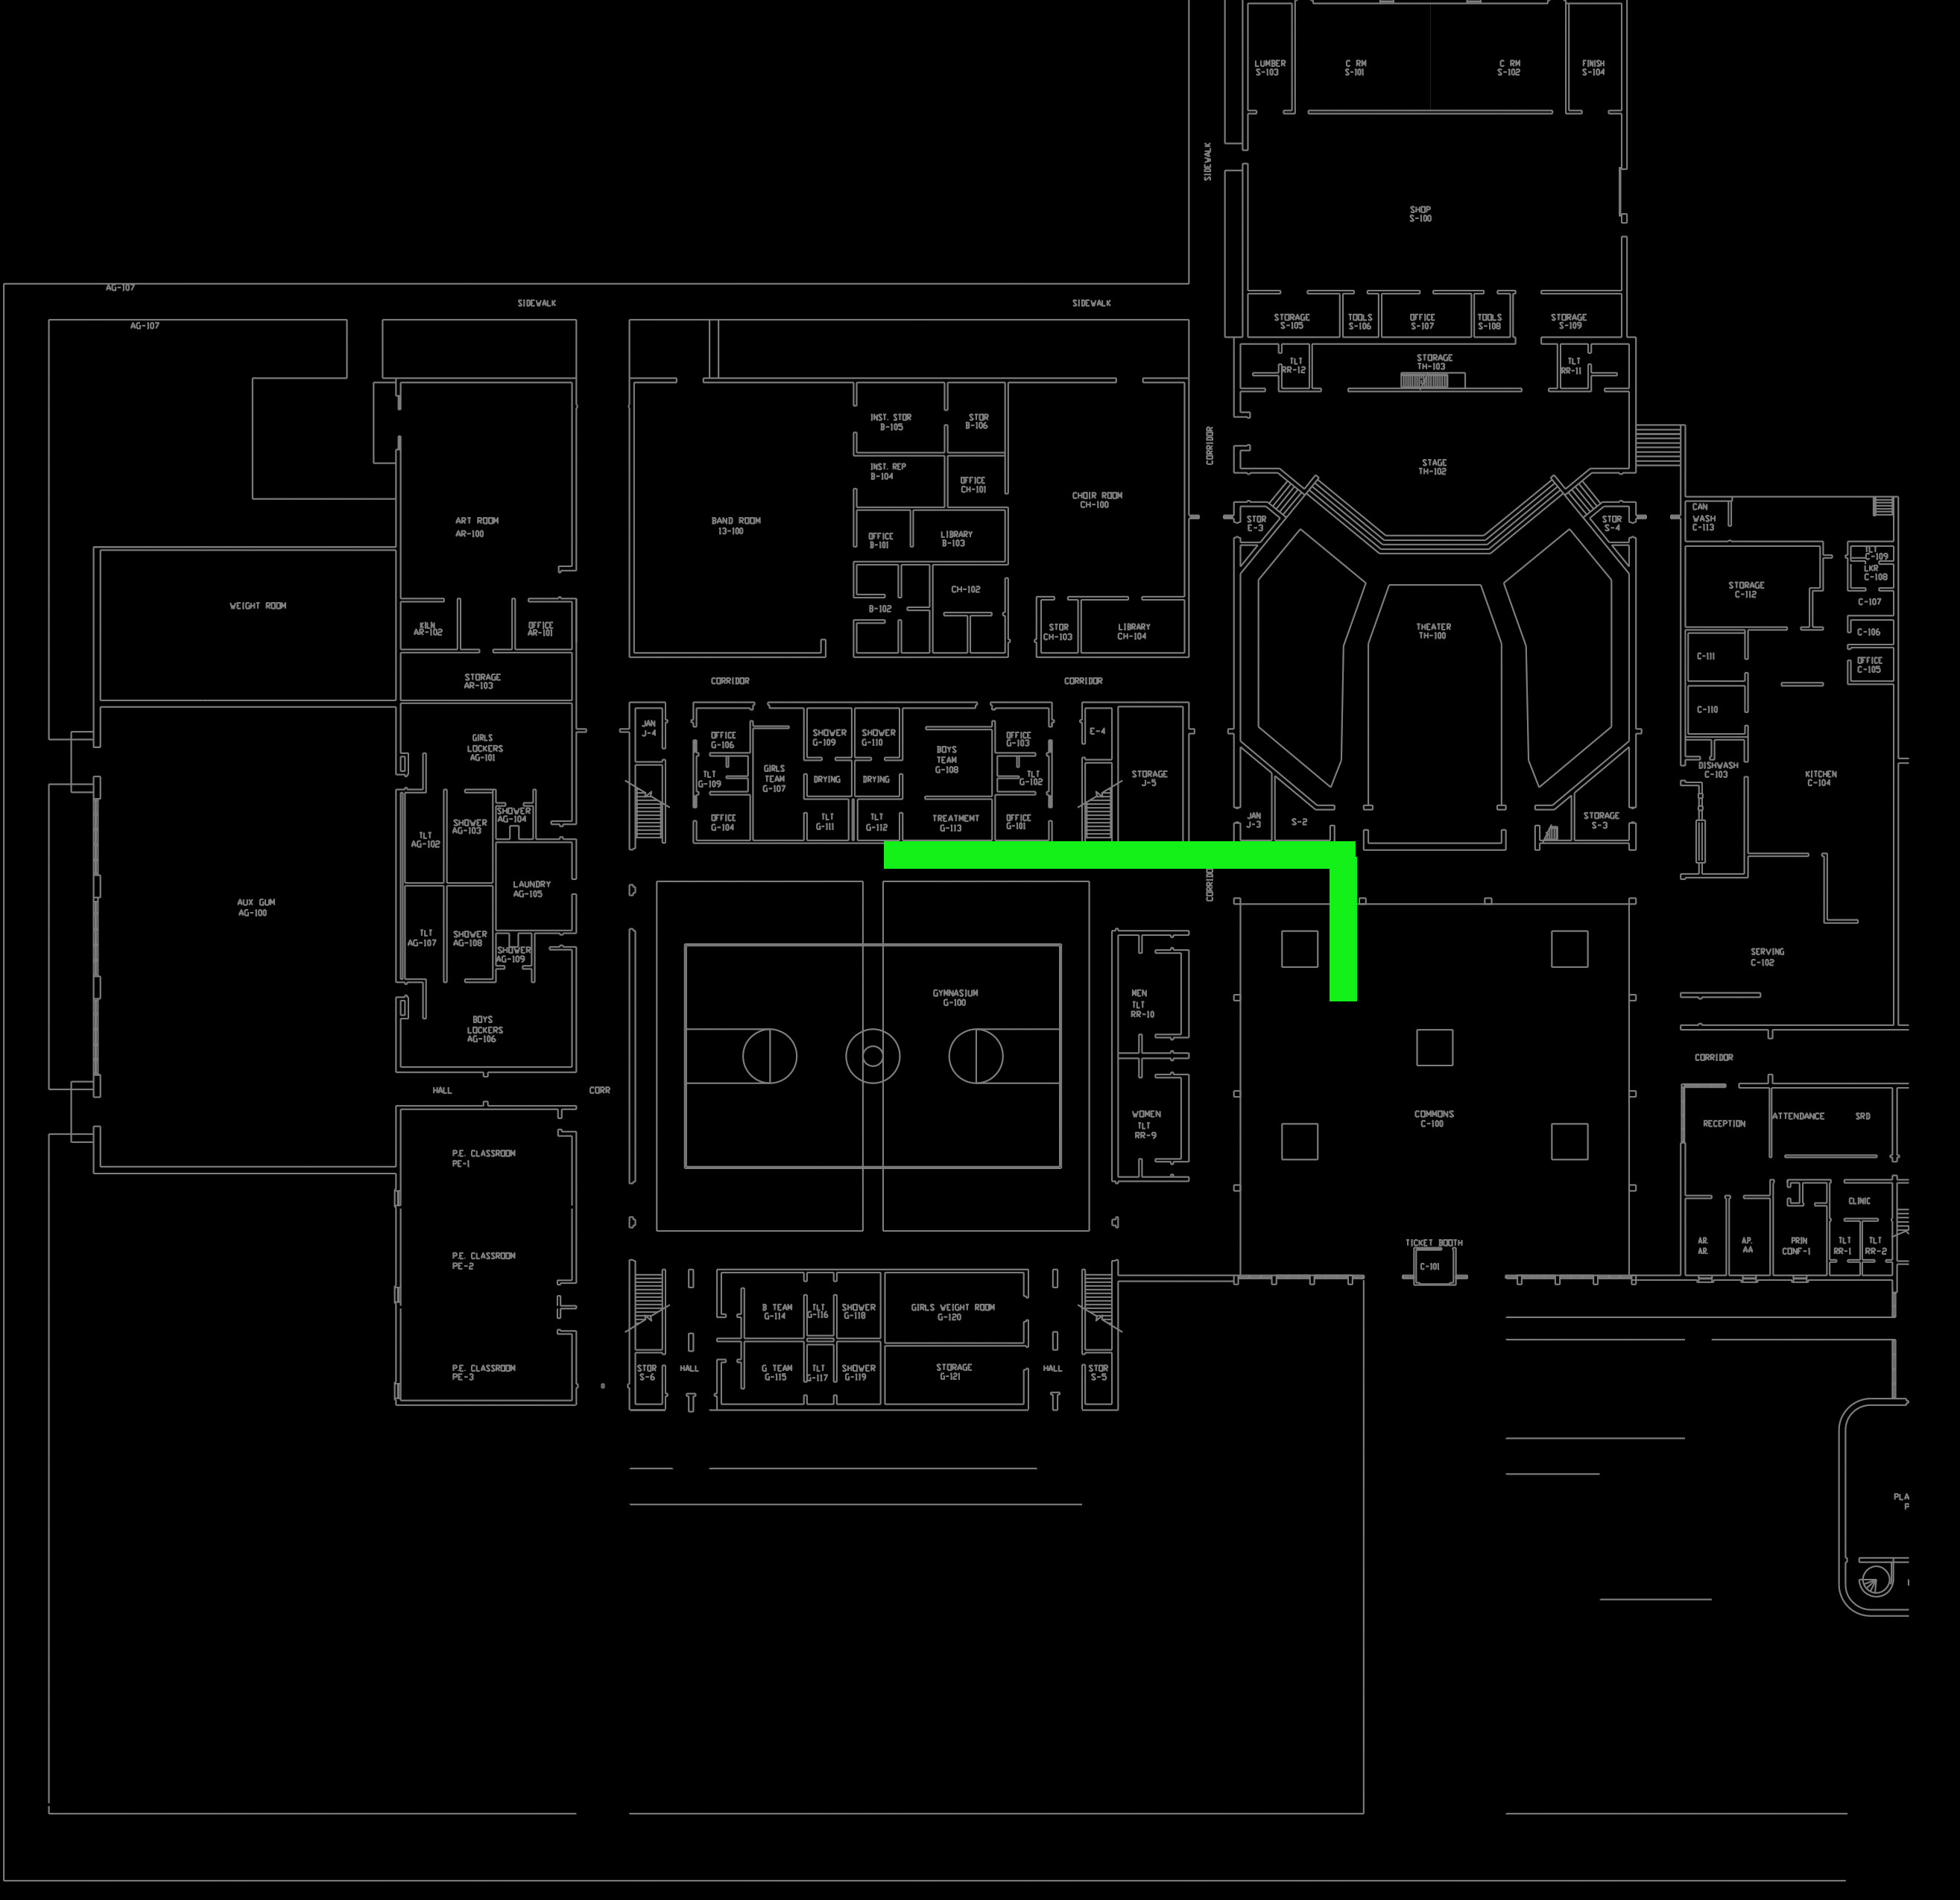 LUMBER
S-103
C RM
S-101
C RM
S-102
FINISH
S-104
SIDEWALK
SHOP
S-100
AG-107
SIDEWALK
SIDEWALK
AG-107
STORAGE
S-105
TOOLS
S-106
OFFICE
S-107
TOOLS
S-108
STORAGE
S-109
TLT
RR-12
STORAGE
TH-103
TLT
RR-11
INST. STOR
B-105
STOR
B-106
CORRIDOR
INST. REP
B-104
OFFICE
CH-101
STAGE
TH-102
CHOIR ROOM
CH-100
ART ROOM
AR-100
BAND ROOM
13-100
OFFICE
B-101
LIBRARY
B-103
STOR
E-3
STOR
S-4
CAN
WASH
C-113
TLT
C-109
LKR
C-108
STORAGE
C-112
C-107
WEIGHT ROOM
CH-102
B-102
KILN
AR-102
OFFICE
AR-101
STOR
CH-103
LIBRARY
CH-104
THEATER
TH-100
C-106
C-111
OFFICE
C-105
STORAGE
AR-103
CORRIDOR
CORRIDOR
C-110
JAN
J-4
OFFICE
G-106
SHOWER
G-109
SHOWER
G-110
OFFICE
G-103
E-4
GIRLS
LOCKERS
AG-101
BOYS
TEAM
G-108
TLT
G-109
GIRLS
TEAM
G-107
DRYING
DRYING
TLT
G-102
STORAGE
J-5
DISHWASH
C-103
KITCHEN
C-104
SHOWER
AG-104
SHOWER
AG-103
TLT
AG-102
OFFICE
G-104
TLT
G-111
TLT
G-112
TREATMEMT
G-113
OFFICE
G-101
JAN
J-3
S-2
STORAGE
S-3
LAUNDRY
AG-105
AUX GUM
AG-100
TLT
AG-107
SHOWER
AG-108
SHOWER
AG-109
SERVING
C-102
GYMNASIUM
G-100
MEN
TLT
RR-10
BOYS
LOCKERS
AG-106
CORRIDOR
HALL
CORR
WOMEN
TLT
RR-9
COMMONS
C-100
RECEPTION
ATTENDANCE
SRD
P.E. CLASSROOM
PE-1
CLINIC
P.E. CLASSROOM
PE-2
TICKET BOOTH
C-101
AR.
AR.
AP.
AA
PRIN
CONF-1
TLT
RR-1
TLT
RR-2
B TEAM
G-114
TLT
G-116
SHOWER
G-118
GIRLS WEIGHT ROOM
G-120
P.E. CLASSROOM
PE-3
STOR
S-6
HALL
G TEAM
G-115
TLT
G-117
SHOWER
G-119
STORAGE
G-121
HALL
STOR
S-5
PLA
P